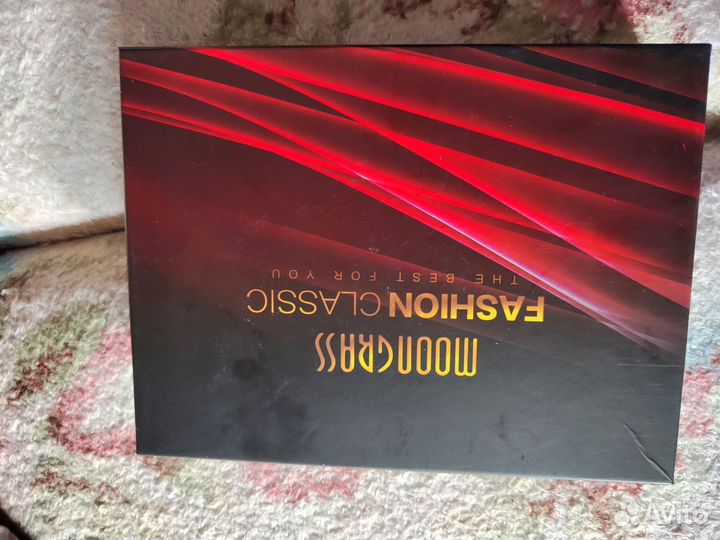 MOONGRASS
FASHION CLASSIC
THE BEST FOR YOU
Avito